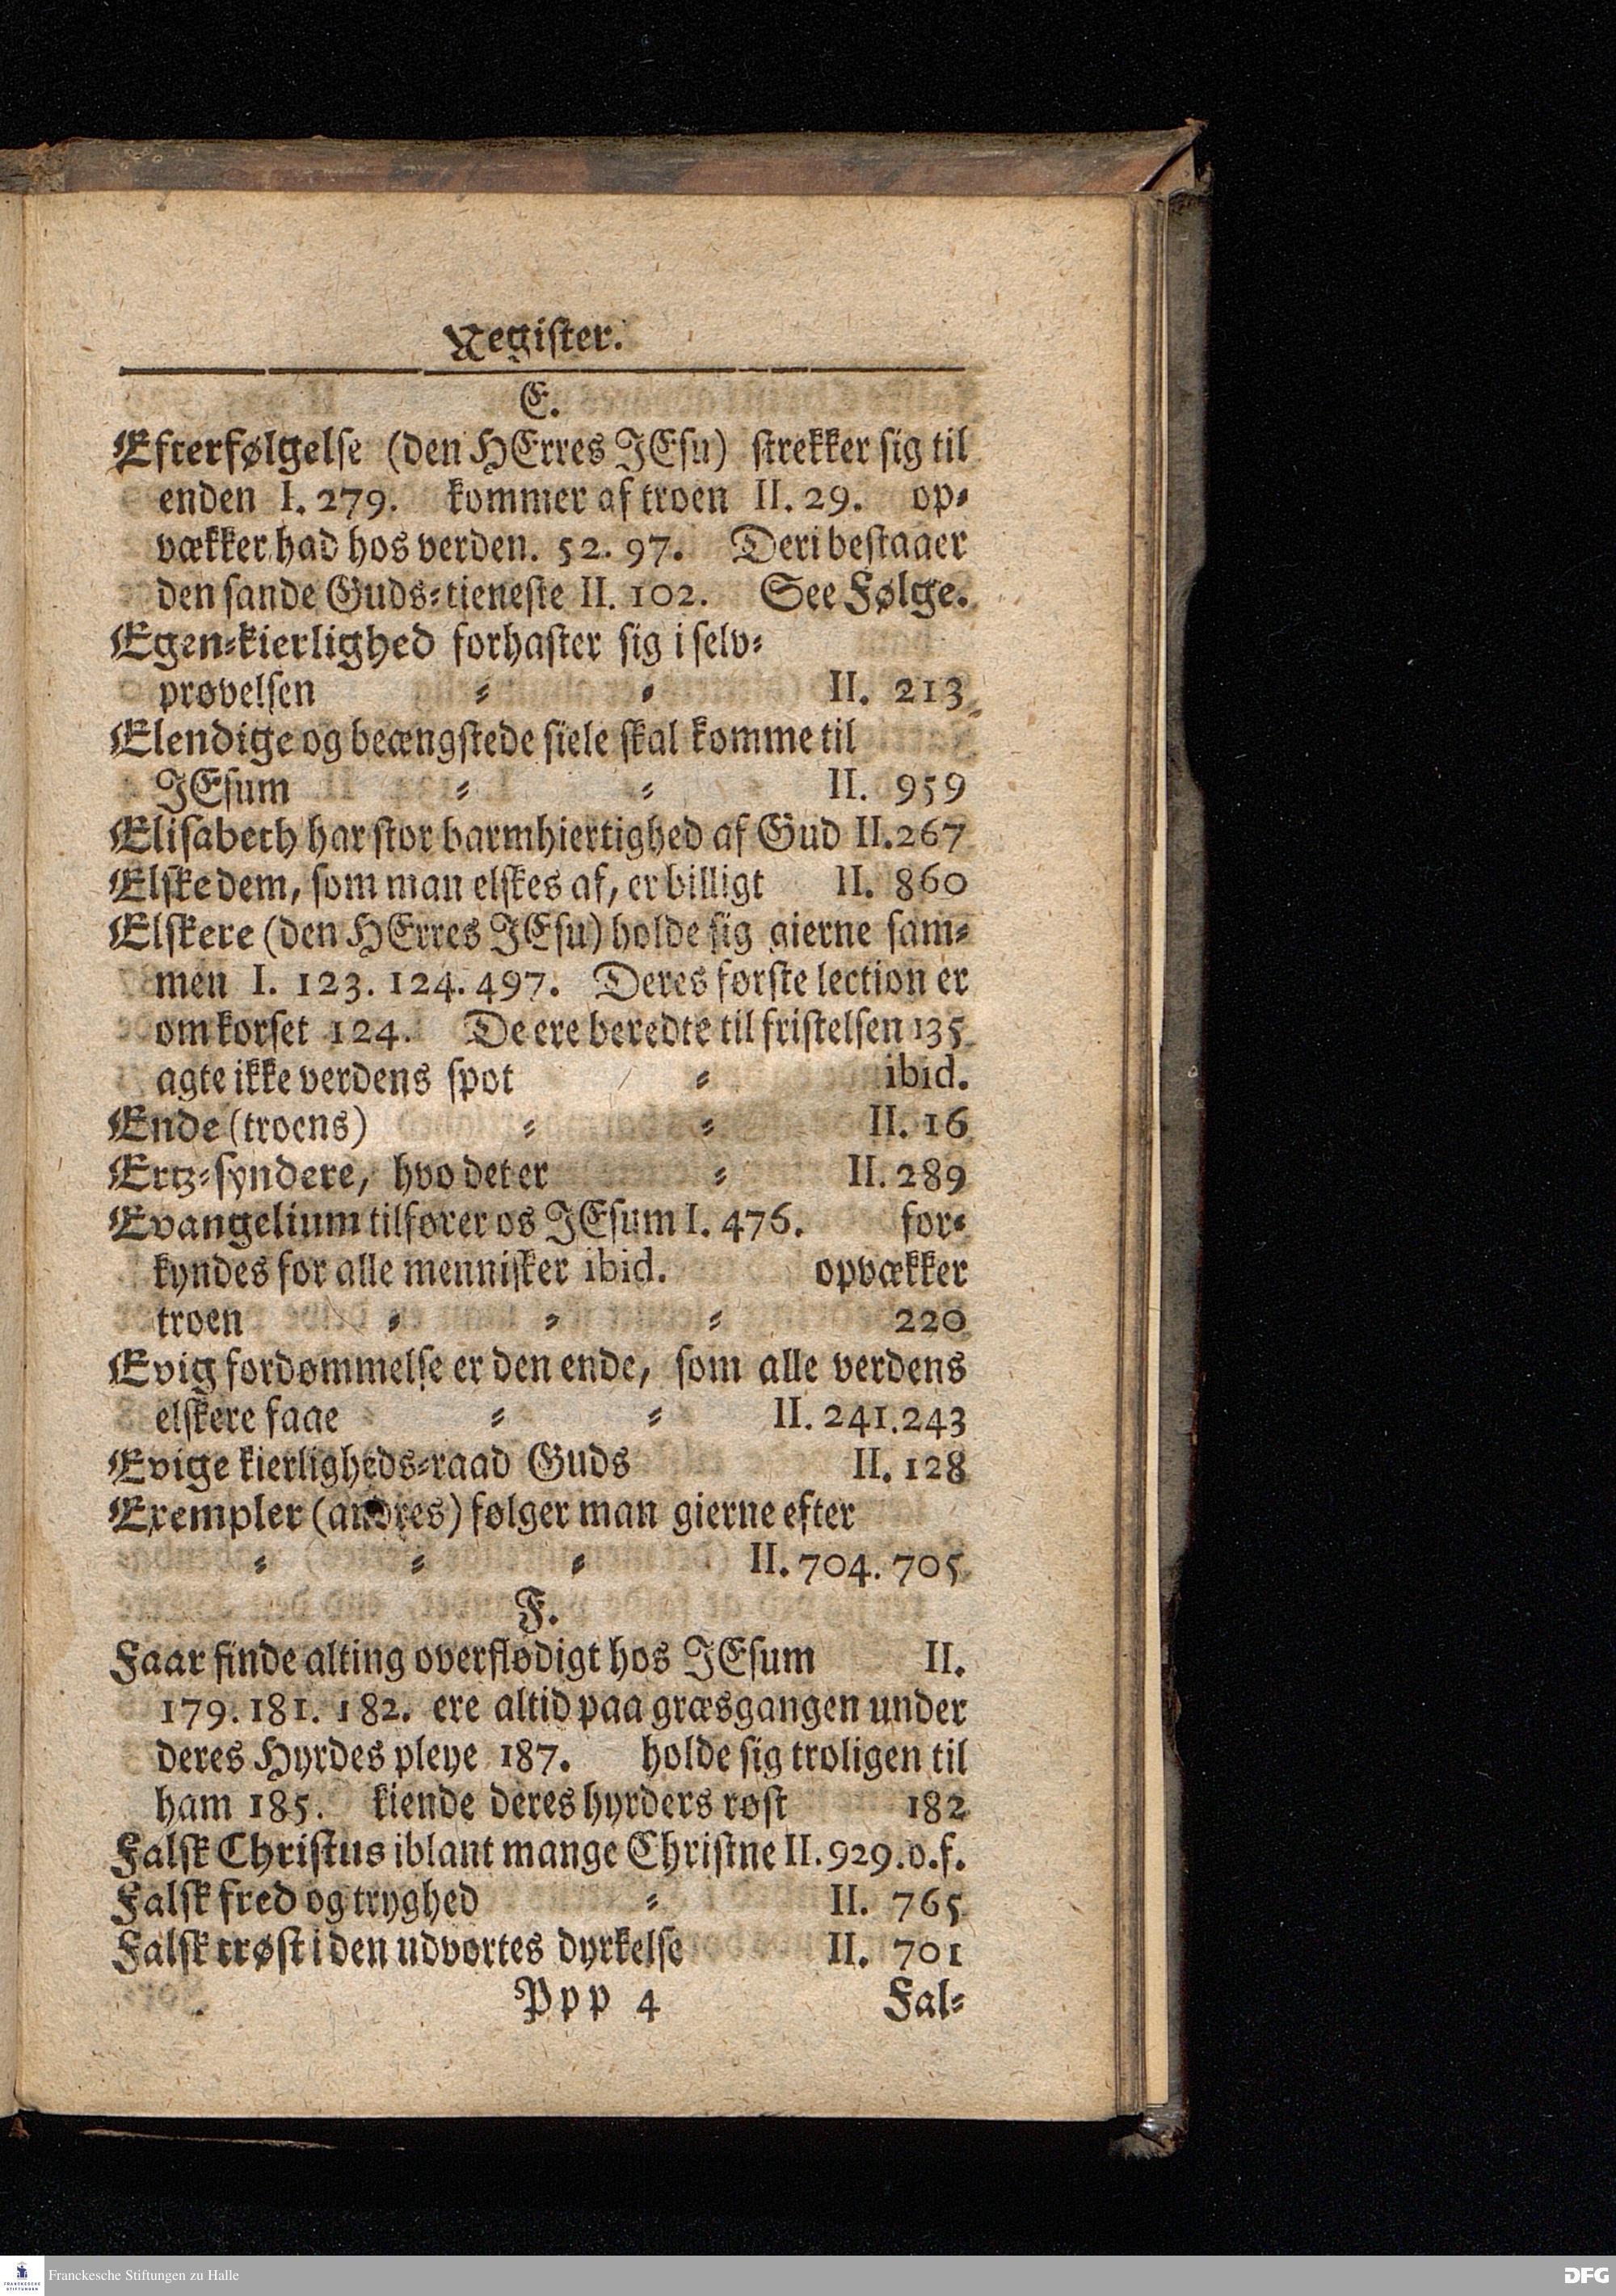 Register.
E.
Efterfølgelse (den HErres JEsu) strekker sig til
enden I. 279. kommer af troen II. 29. op-
vækker had hos verden. 52. 97. Deri bestaaer
den sande Guds-tieneste II. 102. See Følge.
Egen-kierlighed forhaster sig i selv-
prøvelsen - - II. 213
Elendige og beængstede siele skal komme til
JEsum - - II. 959
Elisabeth har stor barmhiertighed af Gud II.267
Elske dem, som man elskes af, er billigt II. 860
Elskere (den HErres JEsu) holde sig gierne sam-
men I. 123. 124. 497. Deres første lection er
om korset 124. De ere beredte til fristelsen 135
agte ikke verdens spot - ibid.
Ende (troens) - - II. 16
Ertz-syndere, hvo det er - II. 289
Evangelium tilfører os JEsum I. 476. for-
kyndes for alle mennisker ibid. opvækker
troen - - - 220
Evig fordømmelse er den ende, som alle verdens
elskere faae - - II. 241.243
Evige kierligheds-raad Guds II. 128
Exempler (andres) følger man gierne efter
- - - II. 704. 705
F.
Faar finde alting overflødigt hos JEsum II.
179. 181. 182. ere altid paa græsgangen under
deres Hyrdes pleye 187. holde sig troligen til
ham 185. kiende deres hyrders røst 182
Falsk Christus iblant mange Christne II.929.o.f.
Falsk fred og tryghed - II. 765
Falsk trøst i den udvortes dyrkelse II. 701
Ppp 4 Fal-
Franckesche Stiftungen zu Halle
FRANCKESCHE STIFTUNGEN
DFG